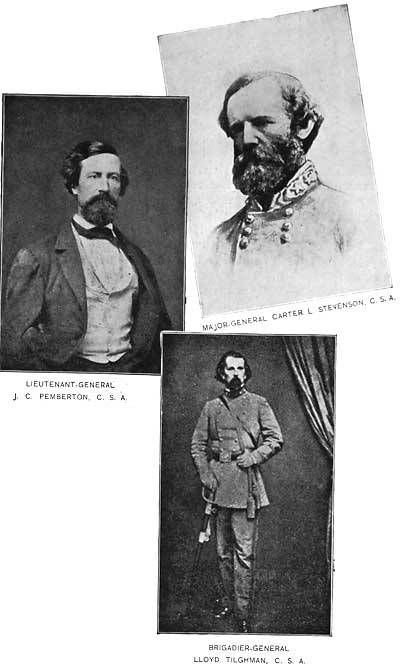 MAJOR-GENERAL CARTER L STEVENSON, C. S. A.
LIEUTENANT-GENERAL
J. C. PEMBERTON, C. S. A.
BRIGADIER-GENERAL
LLOYD TILGHMAN, C. S. A.